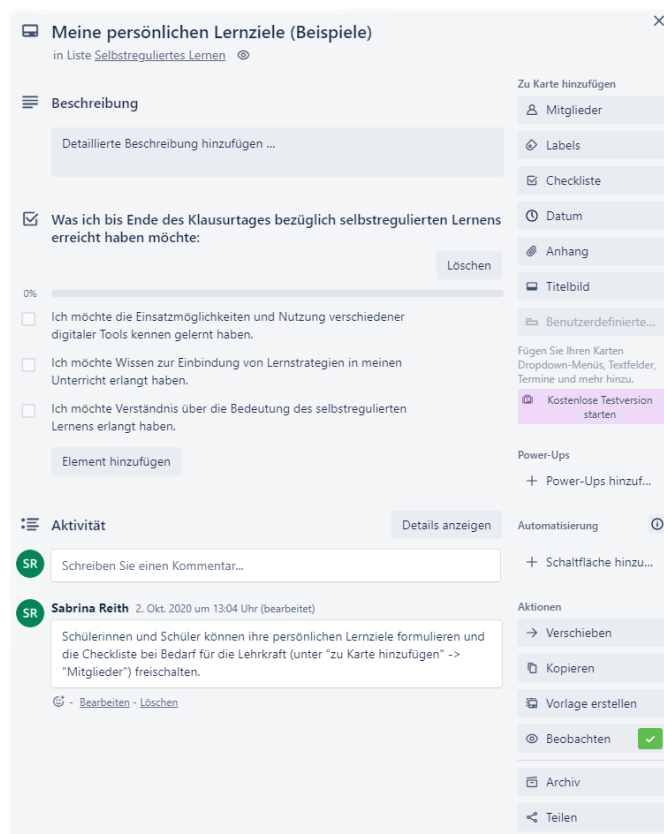 Meine persönlichen Lernziele (Beispiele)
in Liste Selbstreguliertes Lernen
Beschreibung
Detaillierte Beschreibung hinzufügen ...
Was ich bis Ende des Klausurtages bezüglich selbstregulierten Lernens
erreicht haben möchte:
Löschen
0%
Ich möchte die Einsatzmöglichkeiten und Nutzung verschiedener
digitaler Tools kennen gelernt haben.
Ich möchte Wissen zur Einbindung von Lernstrategien in meinen
Unterricht erlangt haben.
Ich möchte Verständnis über die Bedeutung des selbstregulierten
Lernens erlangt haben.
Element hinzufügen
Aktivität
Details anzeigen
SR
Schreiben Sie einen Kommentar...
SR
Sabrina Reith 2. Okt. 2020 um 13:04 Uhr (bearbeitet)
Schülerinnen und Schüler können ihre persönlichen Lernziele formulieren und
die Checkliste bei Bedarf für die Lehrkraft (unter "zu Karte hinzufügen" ->
"Mitglieder") freischalten.
- Bearbeiten - Löschen
Zu Karte hinzufügen
Mitglieder
Labels
Checkliste
Datum
Anhang
Titelbild
Benutzerdefinierte...
Fügen Sie Ihren Karten
Dropdown-Menüs, Textfelder,
Termine und mehr hinzu.
Kostenlose Testversion
starten
Power-Ups
+ Power-Ups hinzuf...
Automatisierung
+ Schaltfläche hinzu...
Aktionen
→ Verschieben
Kopieren
Vorlage erstellen
Beobachten
Archiv
Teilen